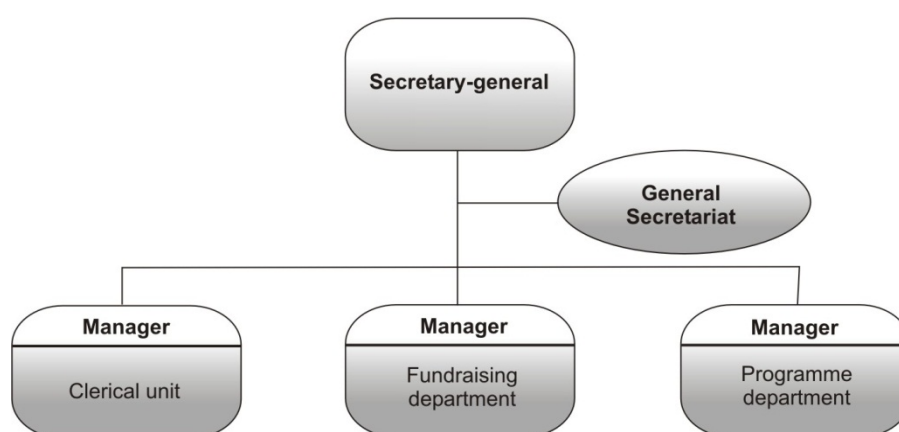 Secretary-general
General
Secretariat
Manager
Clerical unit
Manager
Fundraising
department
Manager
Programme
department